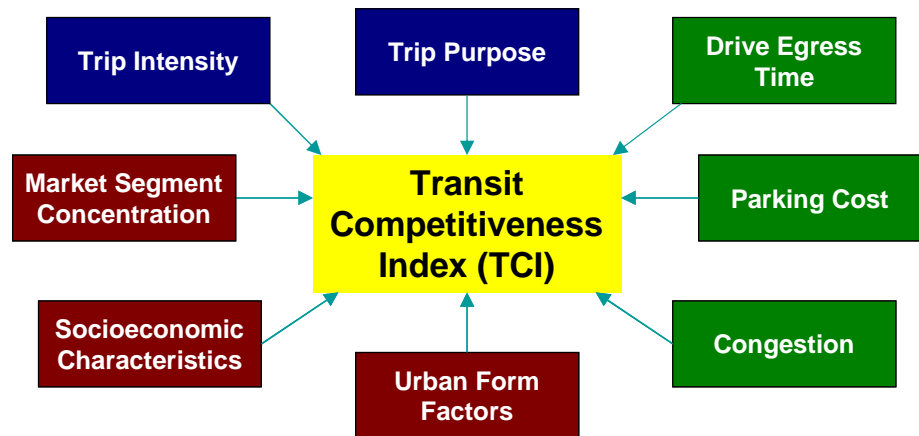 Trip Intensity
Trip Purpose
Drive Egress
Time
Market Segment
Concentration
Transit
Competitiveness
Index (TCI)
Parking Cost
Socioeconomic
Characteristics
Urban Form
Factors
Congestion